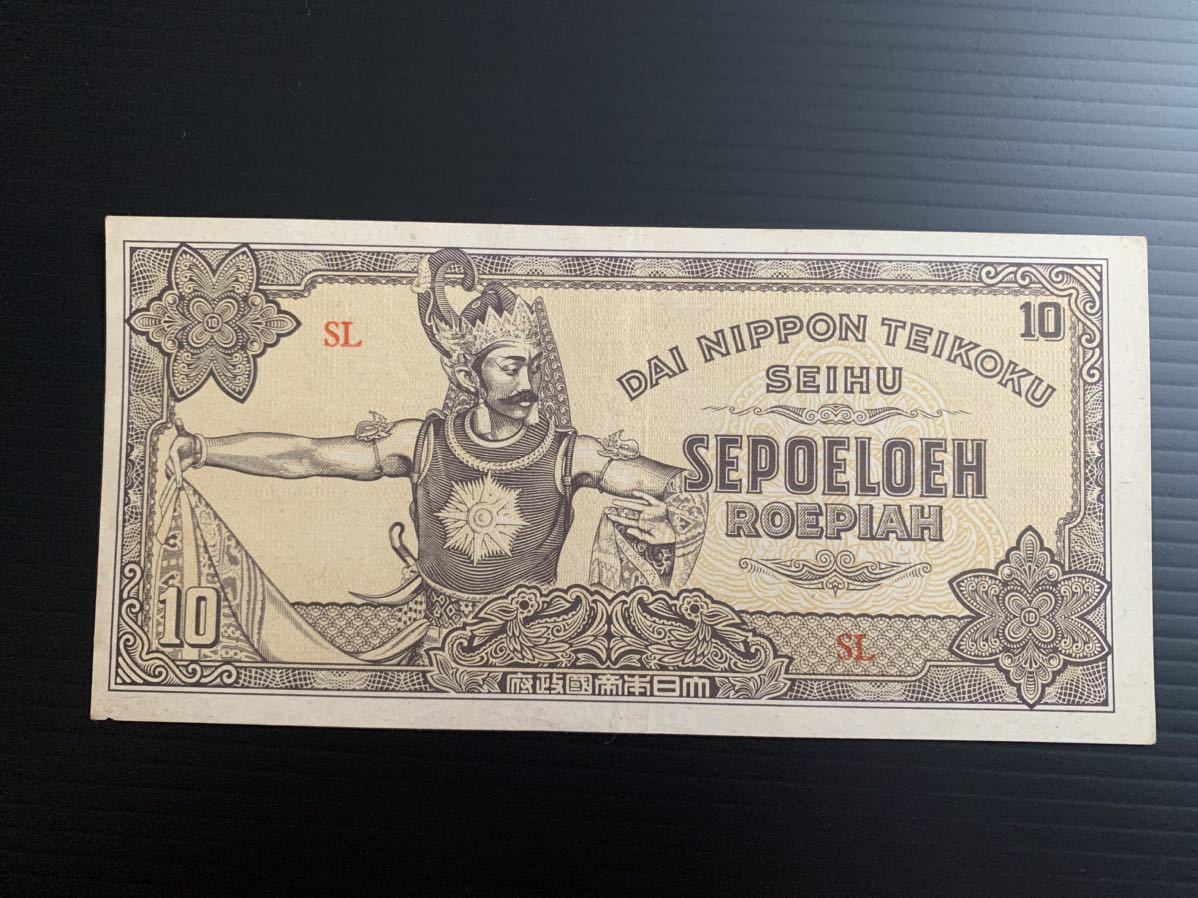 SL
10
DAI NIPPON TEIKOKU
SEIHU
SEPOELOEH
ROEPIAH
10
SL
府政國帝本日大